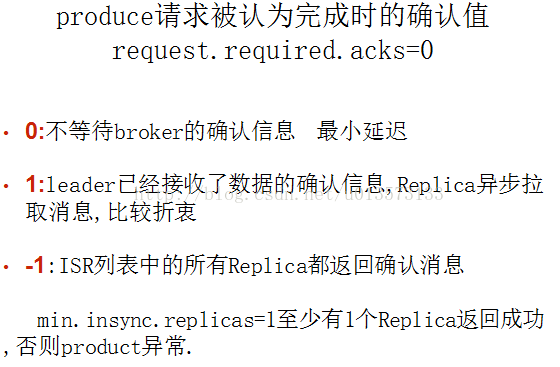 produce请求被认为完成时的确认值
request.required.acks=0
• 0:不等待broker的确认信息 最小延迟
• 1:leader已经接收了数据的确认信息,Replica异步拉
取消息,比较折衷
• -1:ISR列表中的所有Replica都返回确认消息
min.insync.replicas=1至少有1个Replica返回成功
,否则product异常.